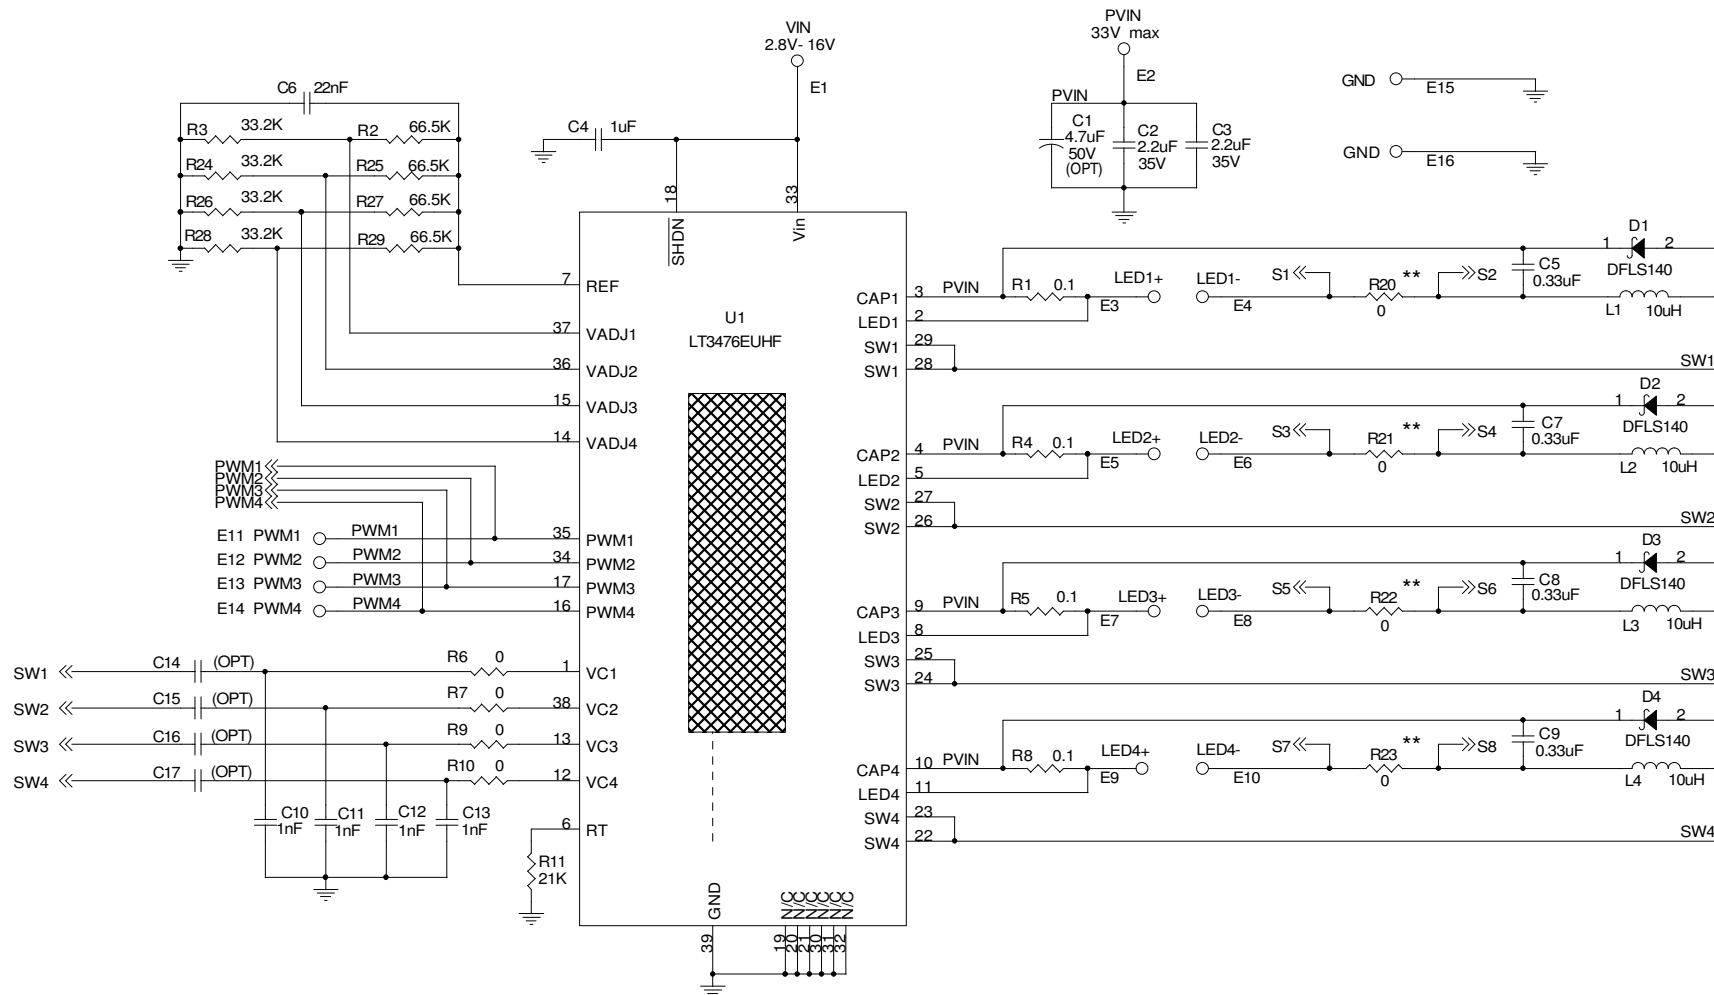 VIN
2.8V- 16V
E1
PVIN
33V max
E2
PVIN
C1
4.7uF
50V
(OPT)
C2
2.2uF
35V
C3
2.2uF
35V
GND E15
GND E16
C6 22nF
R3 33.2K R2 66.5K
R24 33.2K R25 66.5K
R26 33.2K R27 66.5K
R28 33.2K R29 66.5K
C4 1uF
18 33
SHDN Vin
U1
LT3476EUHF
7 REF
37 VADJ1
36 VADJ2
15 VADJ3
14 VADJ4
PWM1
PWM2
PWM3
PWM4
E11 PWM1 PWM1 35 PWM1
E12 PWM2 PWM2 34 PWM2
E13 PWM3 PWM3 17 PWM3
E14 PWM4 PWM4 16 PWM4
SW1 C14 (OPT) R6 0 1 VC1
SW2 C15 (OPT) R7 0 38 VC2
SW3 C16 (OPT) R9 0 13 VC3
SW4 C17 (OPT) R10 0 12 VC4
C10 1nF
C11 1nF
C12 1nF
C13 1nF
6 RT
R11
21K
GND
39
N/C N/C N/C N/C N/C N/C
19 20 21 30 31 32
D1
1 2
DFLS140
C5
0.33uF
CAP1 3 PVIN R1 0.1 LED1+ E3 LED1- E4 S1 R20 ** 0 S2 L1 10uH
LED1 2
SW1 29
SW1 28 SW1
D2
1 2
DFLS140
C7
0.33uF
CAP2 4 PVIN R4 0.1 LED2+ E5 LED2- E6 S3 R21 ** 0 S4 L2 10uH
LED2 5
SW2 27
SW2 26 SW2
D3
1 2
DFLS140
C8
0.33uF
CAP3 9 PVIN R5 0.1 LED3+ E7 LED3- E8 S5 R22 ** 0 S6 L3 10uH
LED3 8
SW3 25
SW3 24 SW3
D4
1 2
DFLS140
C9
0.33uF
CAP4 10 PVIN R8 0.1 LED4+ E9 LED4- E10 S7 R23 ** 0 S8 L4 10uH
LED4 11
SW4 23
SW4 22 SW4